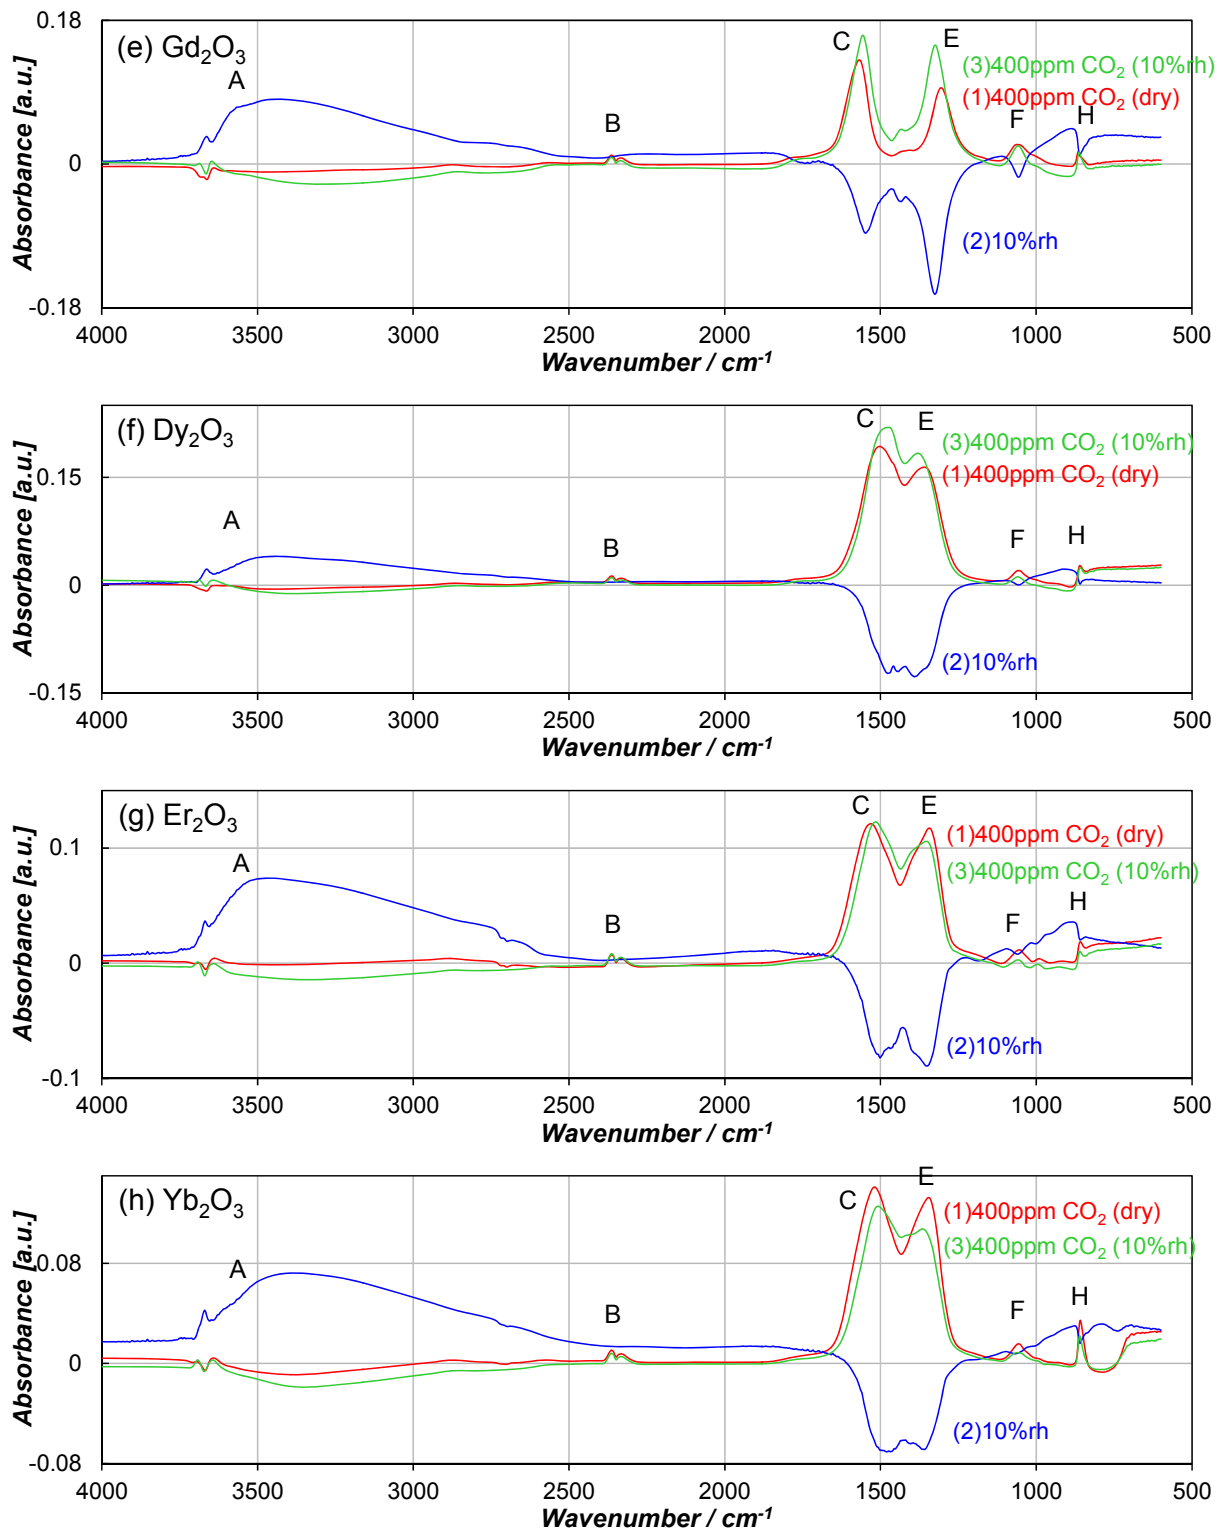 0.18
(e) Gd₂O₃
A
B
C
E
(3)400ppm CO₂ (10%rh)
(1)400ppm CO₂ (dry)
F
H
0
(2)10%rh
-0.18
4000 3500 3000 2500 2000 1500 1000 500
Absorbance [a.u.]
Wavenumber / cm⁻¹
(f) Dy₂O₃
A
B
C
E
(3)400ppm CO₂ (10%rh)
(1)400ppm CO₂ (dry)
F
H
0.15
0
(2)10%rh
-0.15
4000 3500 3000 2500 2000 1500 1000 500
Absorbance [a.u.]
Wavenumber / cm⁻¹
(g) Er₂O₃
A
B
C
E
(1)400ppm CO₂ (dry)
(3)400ppm CO₂ (10%rh)
F
H
0.1
0
(2)10%rh
-0.1
4000 3500 3000 2500 2000 1500 1000 500
Absorbance [a.u.]
Wavenumber / cm⁻¹
(h) Yb₂O₃
A
B
C
E
(1)400ppm CO₂ (dry)
(3)400ppm CO₂ (10%rh)
F
H
0.08
0
(2)10%rh
-0.08
4000 3500 3000 2500 2000 1500 1000 500
Absorbance [a.u.]
Wavenumber / cm⁻¹